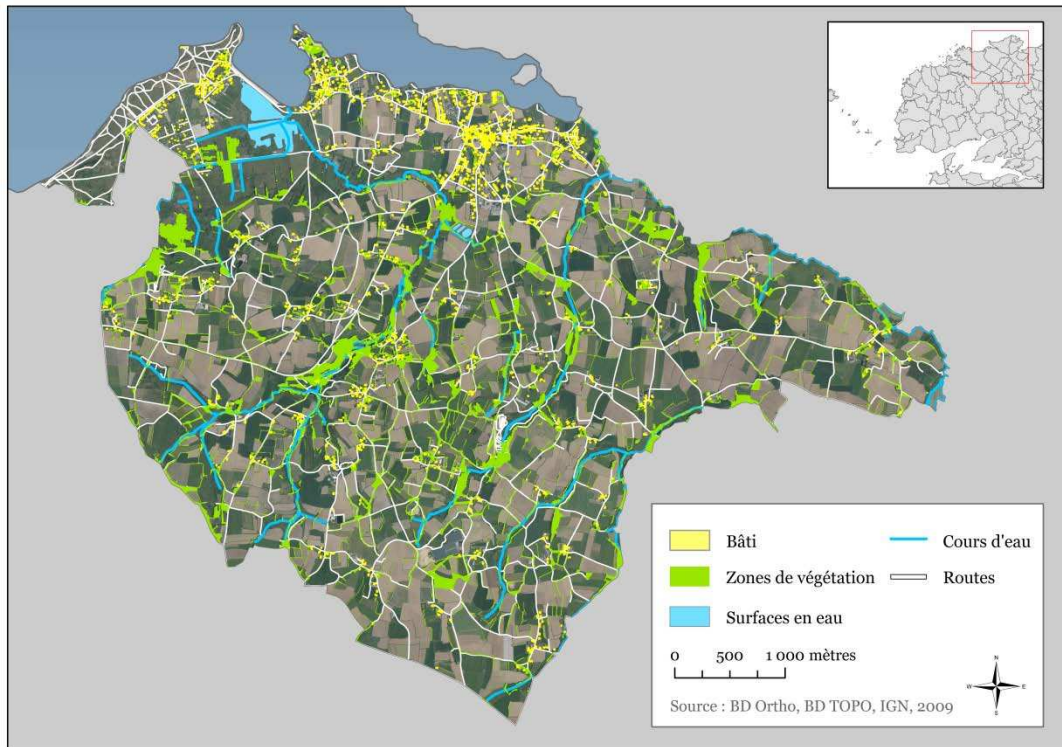 Bâti
Cours d'eau
Zones de végétation
Routes
Surfaces en eau
0 500 1 000 mètres
N
W E
S
Source : BD Ortho, BD TOPO, IGN, 2009